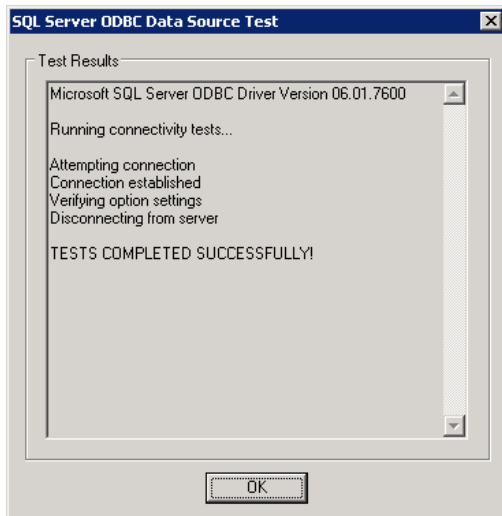 SQL Server ODBC Data Source Test
Test Results
Microsoft SQL Server ODBC Driver Version 06.01.7600
Running connectivity tests...
Attempting connection
Connection established
Verifying option settings
Disconnecting from server
TESTS COMPLETED SUCCESSFULLY!
OK